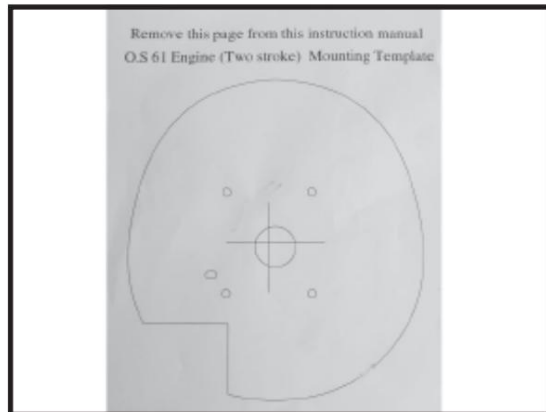 Remove this page from this instruction manual
O.S 61 Engine (Two stroke) Mounting Template